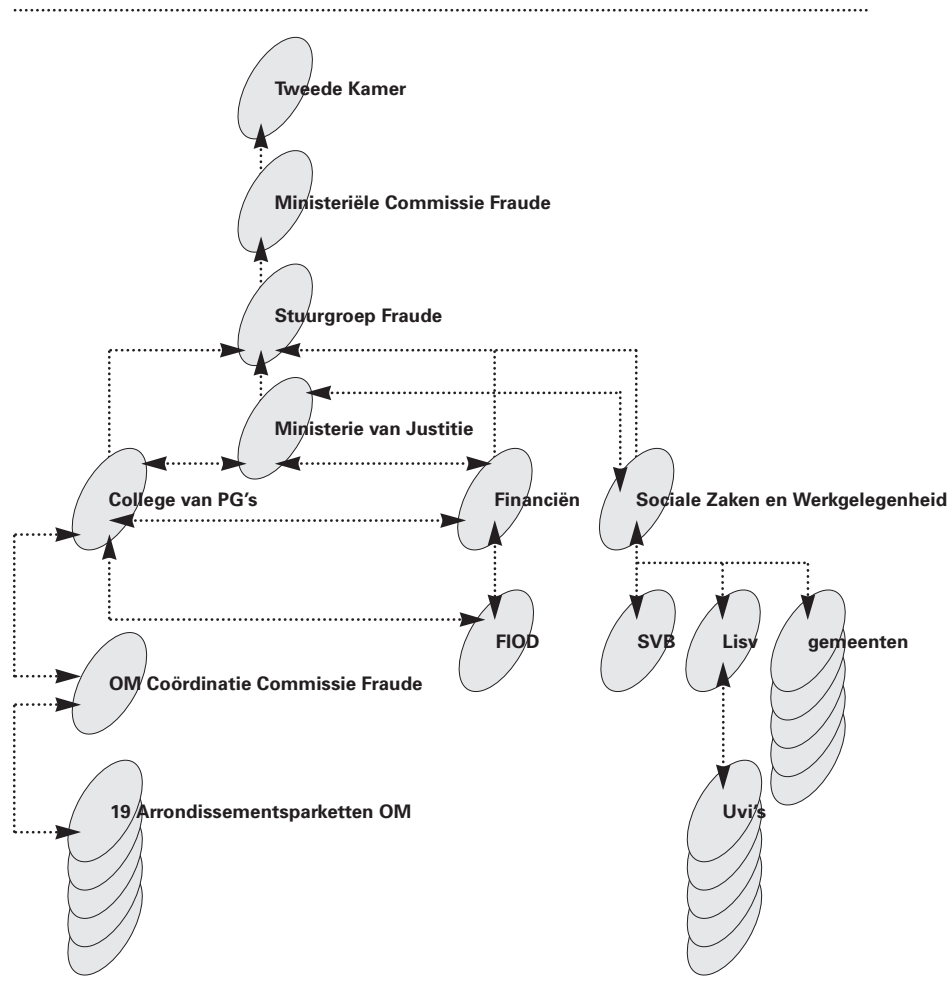 Tweede Kamer
Ministeriële Commissie Fraude
Stuurgroep Fraude
Ministerie van Justitie
College van PG's
Financiën
Sociale Zaken en Werkgelegenheid
FIOD
SVB
Lisv
gemeenten
OM Coördinatie Commissie Fraude
19 Arrondissementsparketten OM
Uvi's